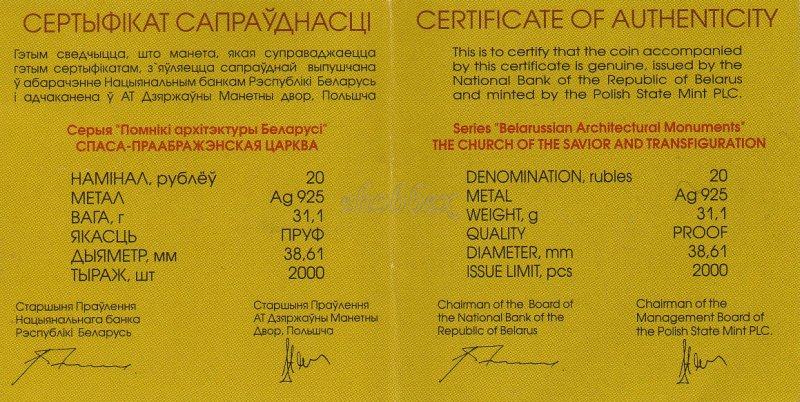 СЕРТЫФІКАТ САПРАЎДНАСЦІ
Гэтым сведчыцца, што манета, якая суправаджаецца
гэтым сертыфікатам, з`яўляецца сапраўднай выпушчана
ў абарачэнне Нацыянальным банкам Рэспублікі Беларусь
і адчаканена ў АТ Дзяржаўны Манетны двор, Польшча
Серыя "Помнікі архітэктуры Беларусі"
СПАСА-ПРААБРАЖЭНСКАЯ ЦАРКВА
НАМІНАЛ, рублёў 20
МЕТАЛ Ag 925
ВАГА, г 31,1
ЯКАСЦЬ ПРУФ
ДЫЯМЕТР, мм 38,61
ТЫРАЖ, шт 2000
Старшыня Праўлення
Нацыянальнага банка
Рэспублікі Беларусь
Старшыня Праўлення
АТ Дзяржаўны Манетны
Двор, Польшча
CERTIFICATE OF AUTHENTICITY
This is to certify that the coin accompanied
by this certificate is genuine, issued by the
National Bank of the Republic of Belarus
and minted by the Polish State Mint PLC.
Series "Belarussian Architectural Monuments"
THE CHURCH OF THE SAVIOR AND TRANSFIGURATION
DENOMINATION, rubles 20
METAL Ag 925
WEIGHT, g 31,1
QUALITY PROOF
DIAMETER, mm 38,61
ISSUE LIMIT, pcs 2000
Chairman of the Board of
the National Bank of the
Republic of Belarus
Chairman of the
Management Board of
the Polish State Mint PLC.